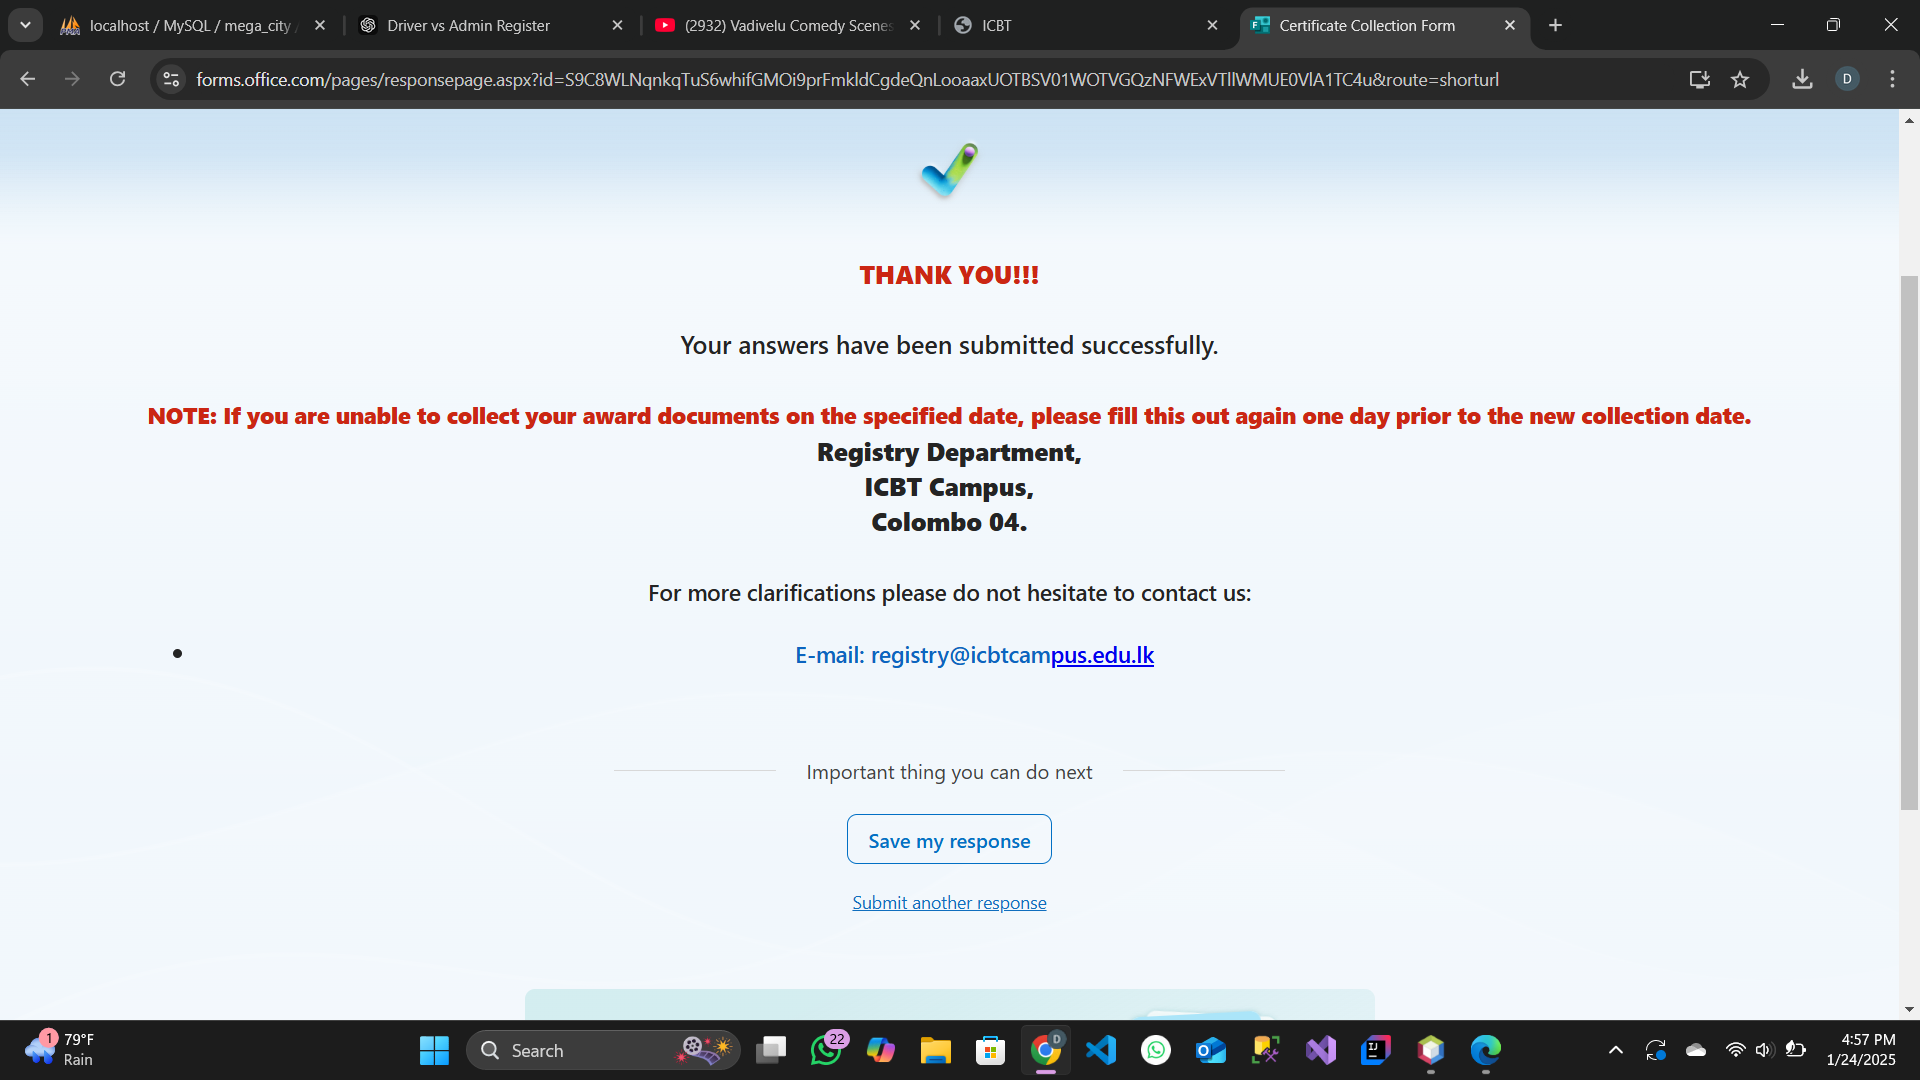 localhost / MySQL / mega_city
Driver vs Admin Register
(2932) Vadivelu Comedy Scenes
ICBT
Certificate Collection Form
forms.office.com/pages/responsepage.aspx?id=S9C8WLNqnkqTuS6whifGMOi9prFmkldCgdeQnLooaaxUOTBSV01WOTVGQzNFWExVTllWMUE0VlA1TC4u&route=shorturl
D
THANK YOU!!!
Your answers have been submitted successfully.
NOTE: If you are unable to collect your award documents on the specified date, please fill this out again one day prior to the new collection date.
Registry Department,
ICBT Campus,
Colombo 04.
For more clarifications please do not hesitate to contact us:
• E-mail: registry@icbtcampus.edu.lk
Important thing you can do next
Save my response
Submit another response
1
79°F
Rain
Search
22
D
4:57 PM
1/24/2025